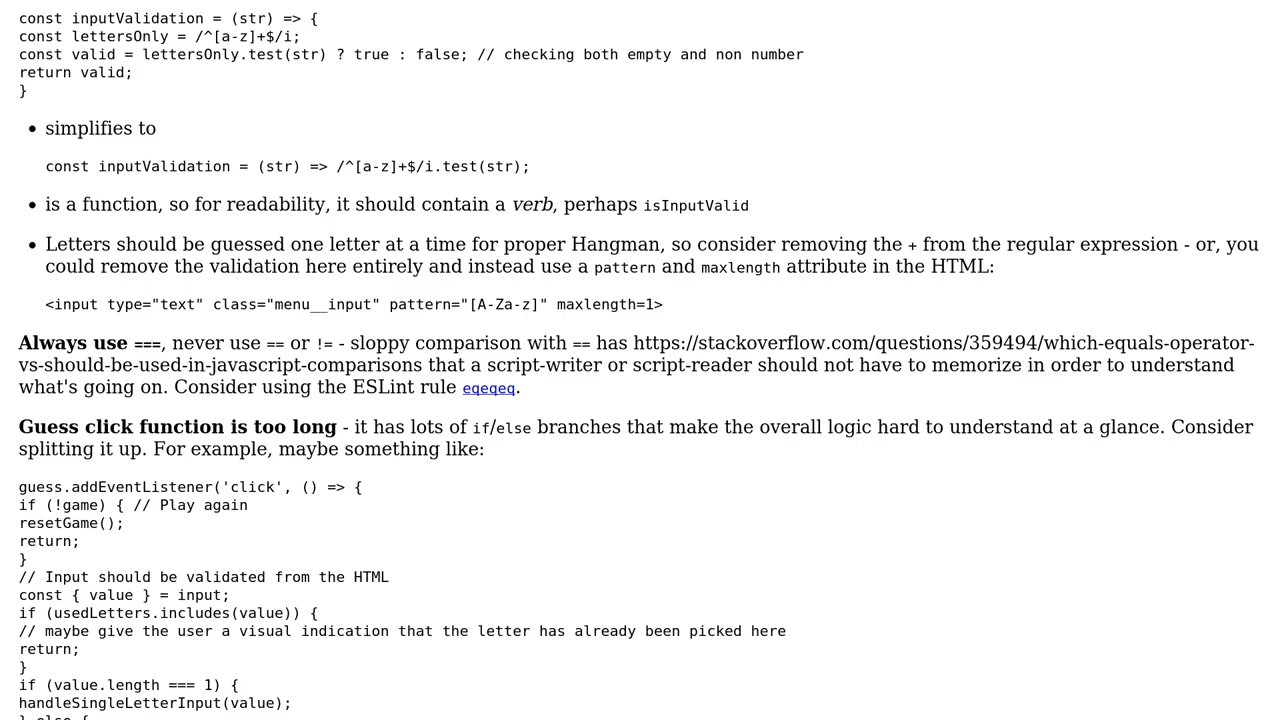 const inputValidation = (str) => {
const lettersOnly = /^[a-z]+$/i;
const valid = lettersOnly.test(str) ? true : false; // checking both empty and non number
return valid;
}
• simplifies to
const inputValidation = (str) => /^[a-z]+$/i.test(str);
• is a function, so for readability, it should contain a verb, perhaps isInputValid
• Letters should be guessed one letter at a time for proper Hangman, so consider removing the + from the regular expression - or, you
could remove the validation here entirely and instead use a pattern and maxlength attribute in the HTML:
<input type="text" class="menu__input" pattern="[A-Za-z]" maxlength=1>
Always use ===, never use == or != - sloppy comparison with == has https://stackoverflow.com/questions/359494/which-equals-operator-
vs-should-be-used-in-javascript-comparisons that a script-writer or script-reader should not have to memorize in order to understand
what's going on. Consider using the ESLint rule eqeqeq.
Guess click function is too long - it has lots of if/else branches that make the overall logic hard to understand at a glance. Consider
splitting it up. For example, maybe something like:
guess.addEventListener('click', () => {
if (!game) { // Play again
resetGame();
return;
}
// Input should be validated from the HTML
const { value } = input;
if (usedLetters.includes(value)) {
// maybe give the user a visual indication that the letter has already been picked here
return;
}
if (value.length === 1) {
handleSingleLetterInput(value);
} else {